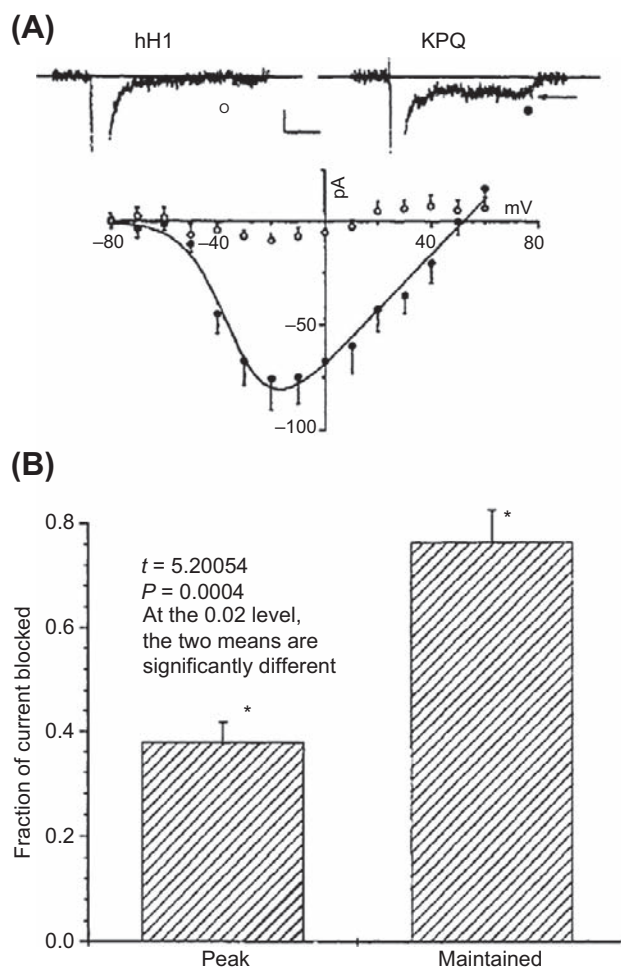 (A)
hH1
KPQ
pA
mV
−80
−40
40
80
−50
−100
(B)
0.8
t = 5.20054
P = 0.0004
At the 0.02 level,
the two means are
significantly different
*
*
0.6
0.4
0.2
0.0
Fraction of current blocked
Peak
Maintained